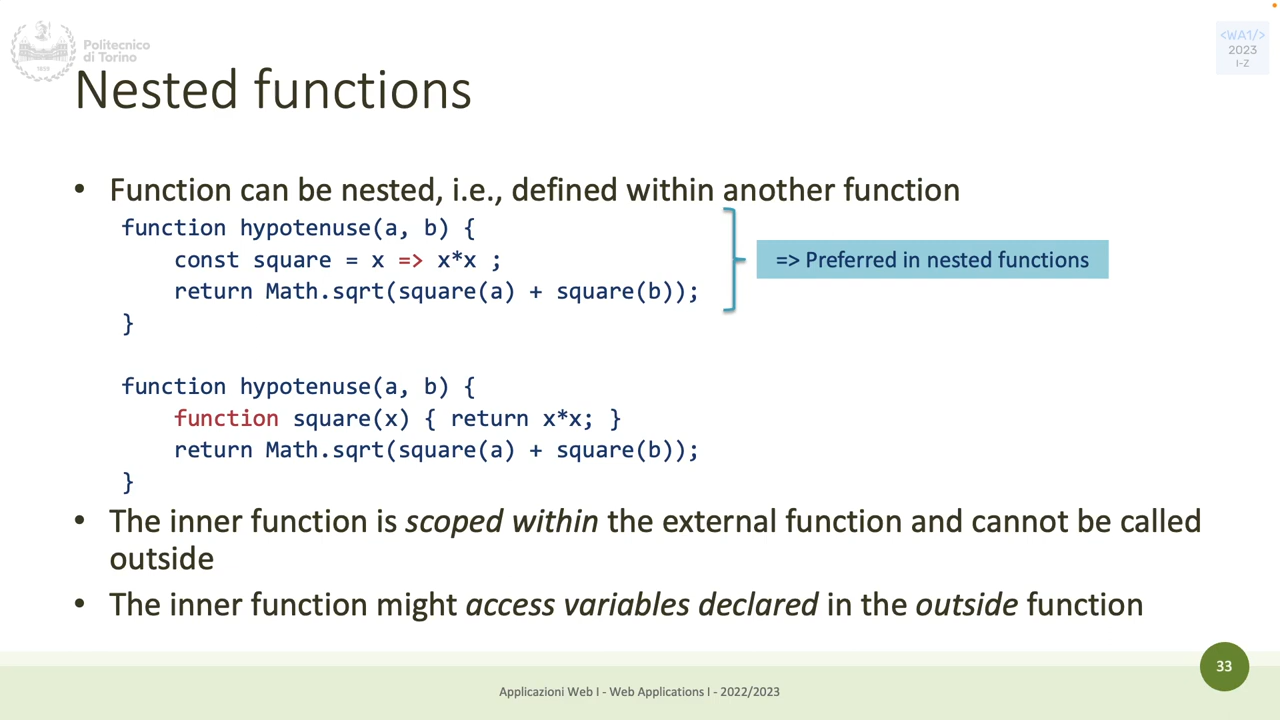 Politecnico
di Torino
1859
<WA1/>
2023
I-Z
Nested functions
• Function can be nested, i.e., defined within another function
function hypotenuse(a, b) {
    const square = x => x*x ;
    return Math.sqrt(square(a) + square(b));
}
=> Preferred in nested functions
function hypotenuse(a, b) {
    function square(x) { return x*x; }
    return Math.sqrt(square(a) + square(b));
}
• The inner function is scoped within the external function and cannot be called
outside
• The inner function might access variables declared in the outside function
33
Applicazioni Web I - Web Applications I - 2022/2023